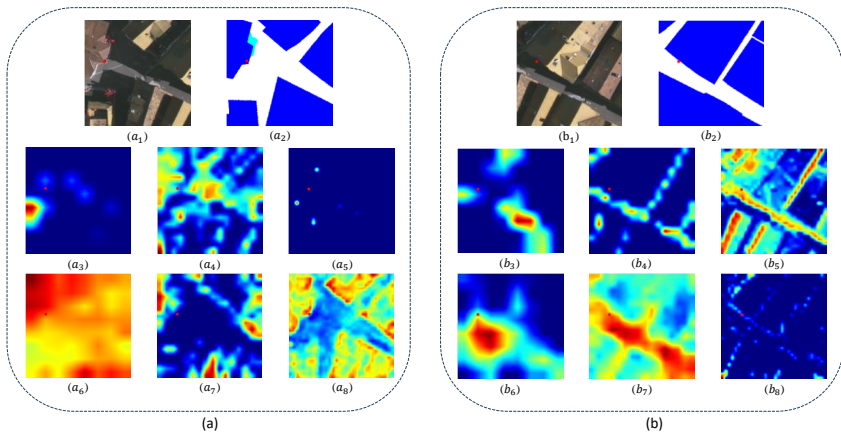 (a₁) (a₂) (b₁) (b₂)
(a₃) (a₄) (a₅) (b₃) (b₄) (b₅)
(a₆) (a₇) (a₈) (b₆) (b₇) (b₈)
(a) (b)